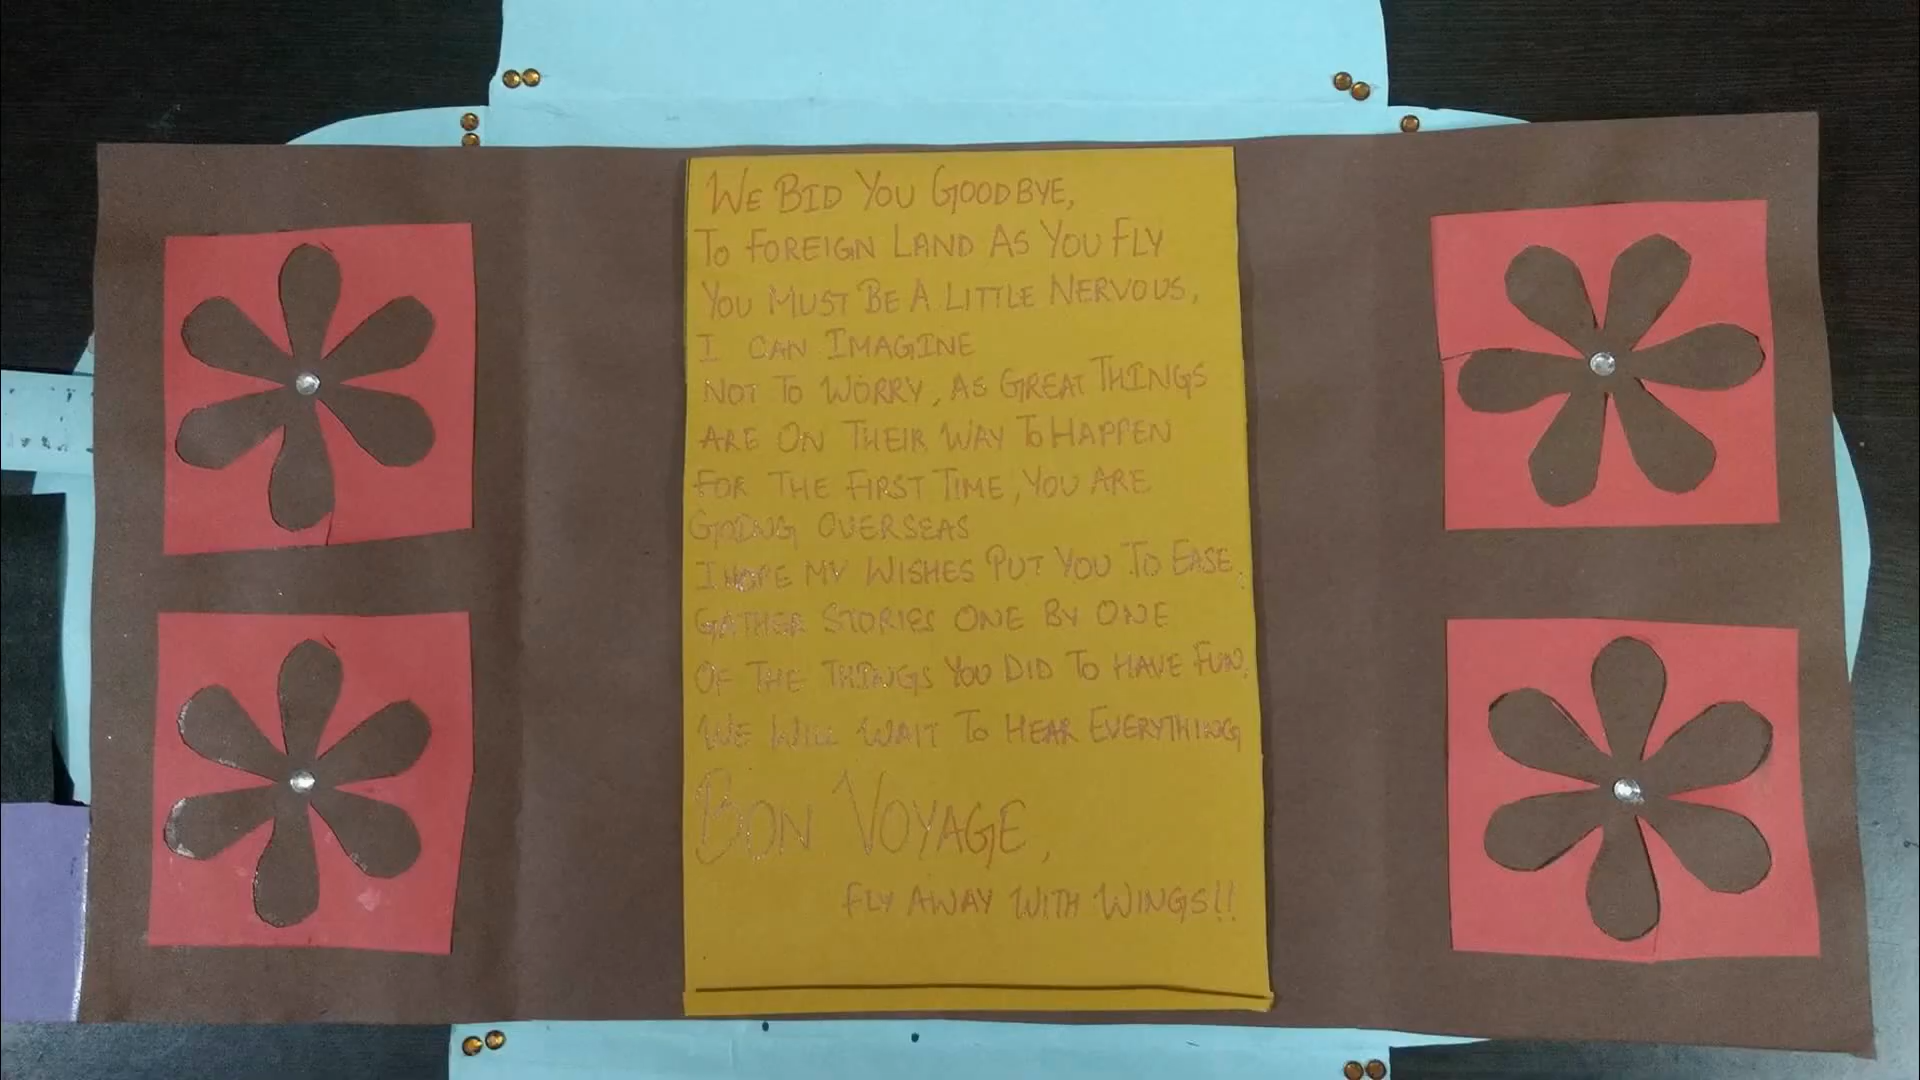 WE BID YOU GOODBYE,
TO FOREIGN LAND AS YOU FLY
YOU MUST BE A LITTLE NERVOUS,
I CAN IMAGINE
NOT TO WORRY, AS GREAT THINGS
ARE ON THEIR WAY TO HAPPEN
FOR THE FIRST TIME, YOU ARE
GOING OVERSEAS
I HOPE MY WISHES PUT YOU TO EASE.
GATHER STORIES ONE BY ONE
OF THE THINGS YOU DID TO HAVE FUN.
WE WILL WAIT TO HEAR EVERYTHING
BON VOYAGE,
FLY AWAY WITH WINGS!!